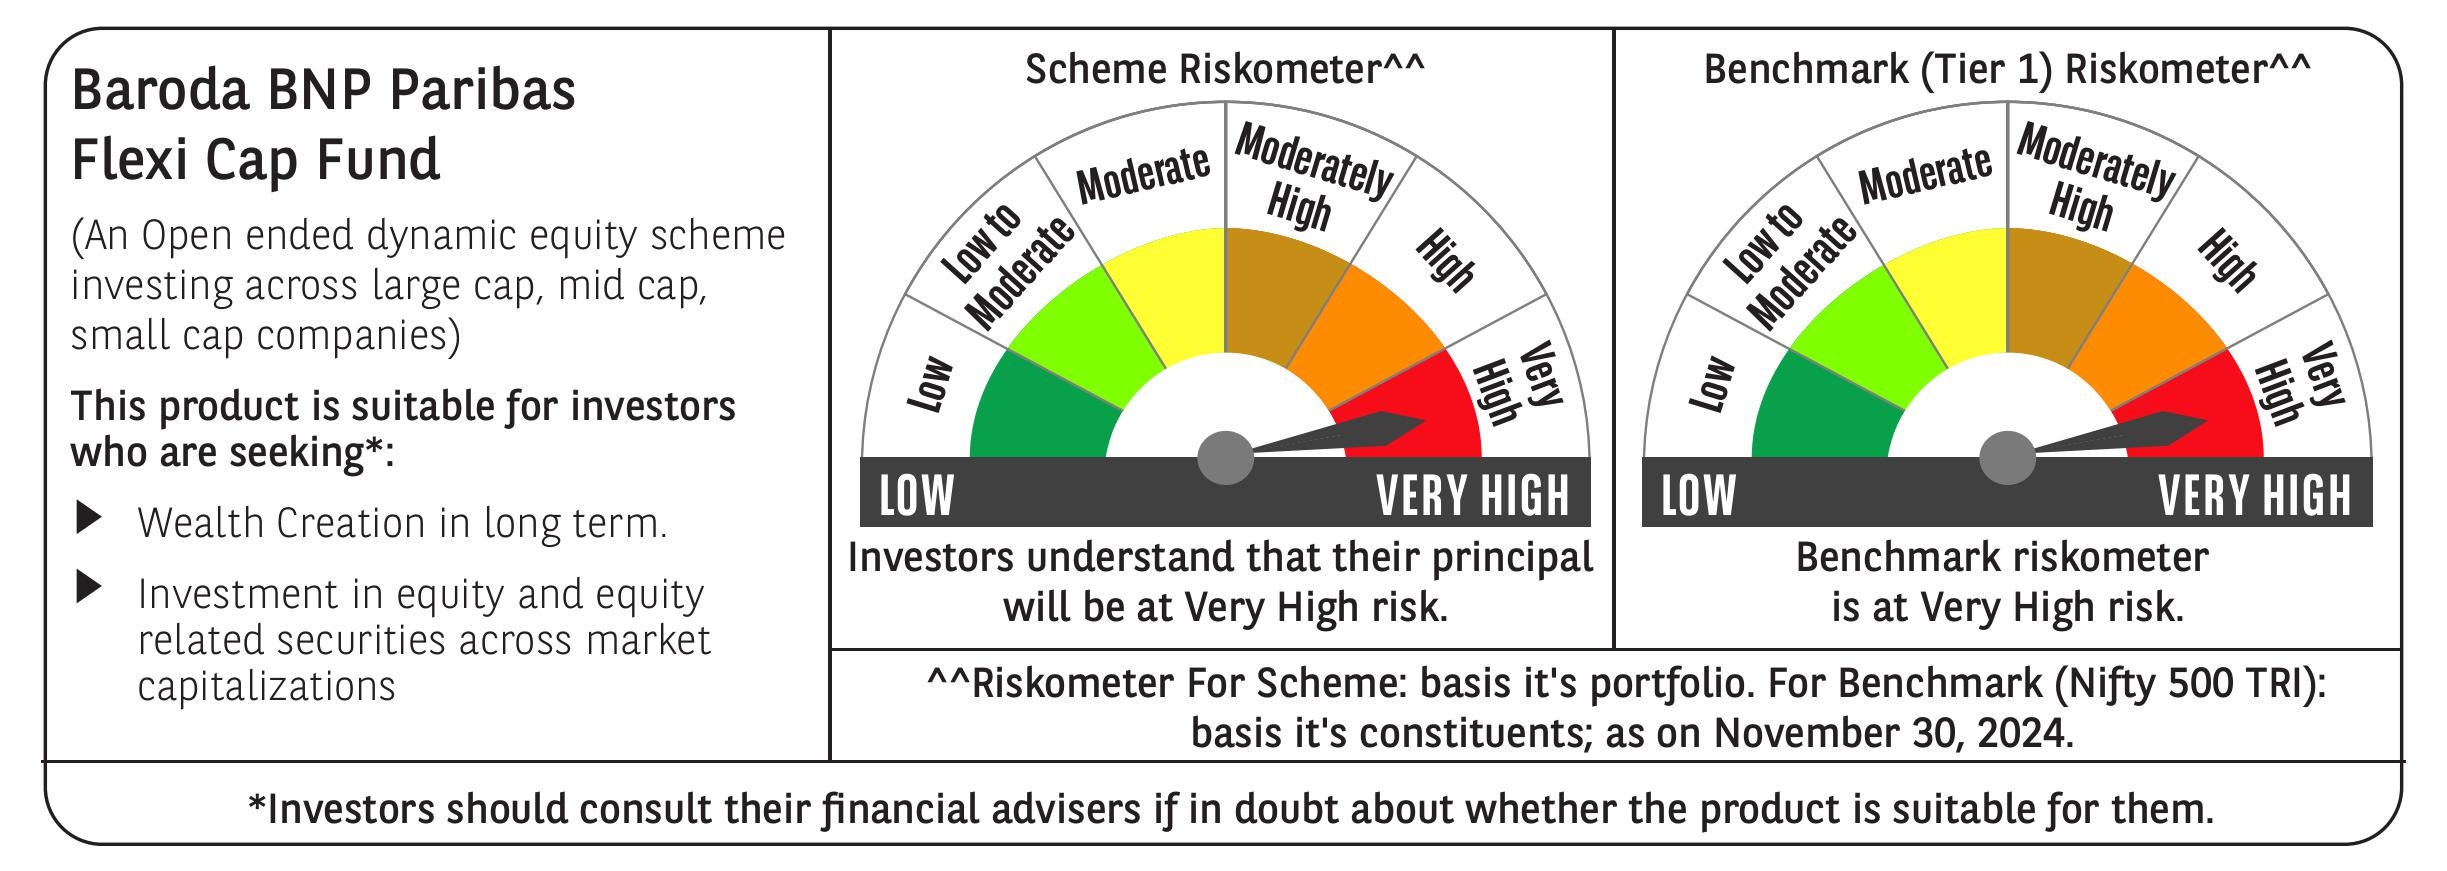 Baroda BNP Paribas
Flexi Cap Fund
(An Open ended dynamic equity scheme
investing across large cap, mid cap,
small cap companies)
This product is suitable for investors
who are seeking*:
Wealth Creation in long term.
Investment in equity and equity
related securities across market
capitalizations
Scheme Riskometer^^
Low
Low to
Moderate
Moderate
Moderately
High
High
Very
High
LOW
VERY HIGH
Investors understand that their principal
will be at Very High risk.
Benchmark (Tier 1) Riskometer^^
Low
Low to
Moderate
Moderate
Moderately
High
High
Very
High
LOW
VERY HIGH
Benchmark riskometer
is at Very High risk.
^^Riskometer For Scheme: basis it's portfolio. For Benchmark (Nifty 500 TRI):
basis it's constituents; as on November 30, 2024.
*Investors should consult their financial advisers if in doubt about whether the product is suitable for them.